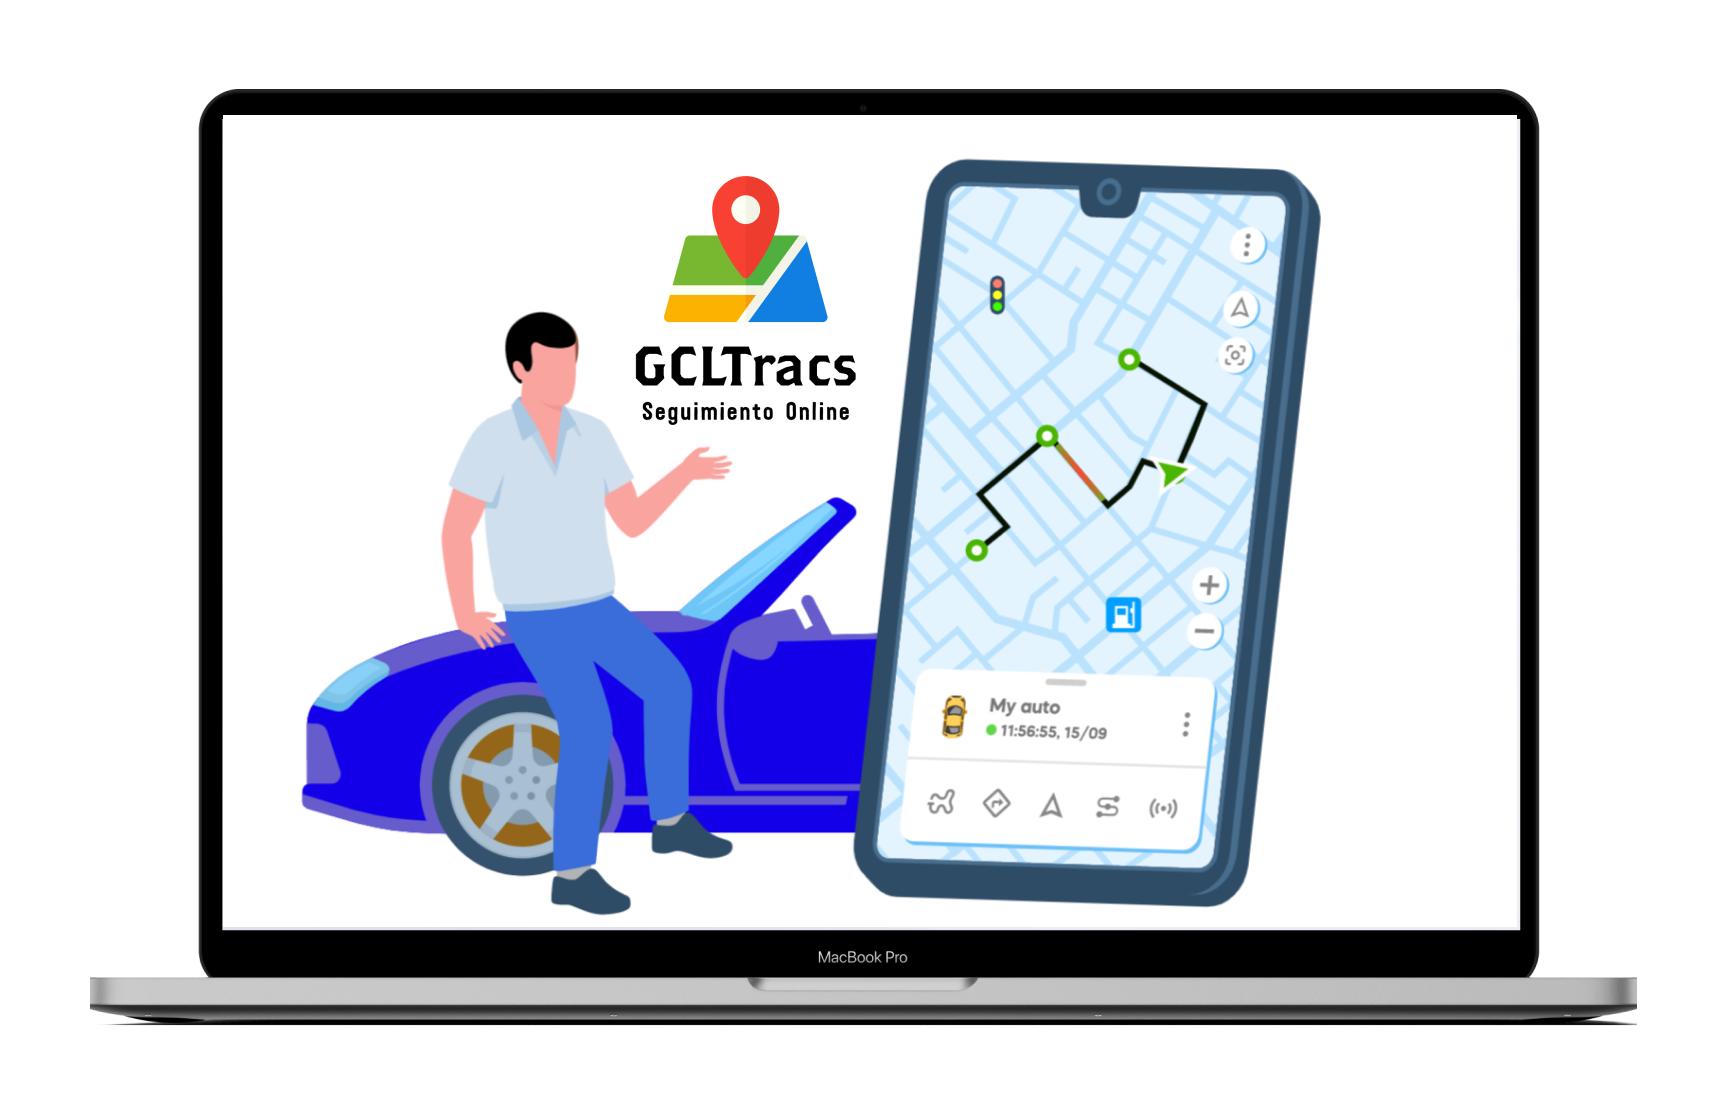 GCLTracs
Seguimiento Online
My auto
11:56:55, 15/09
MacBook Pro